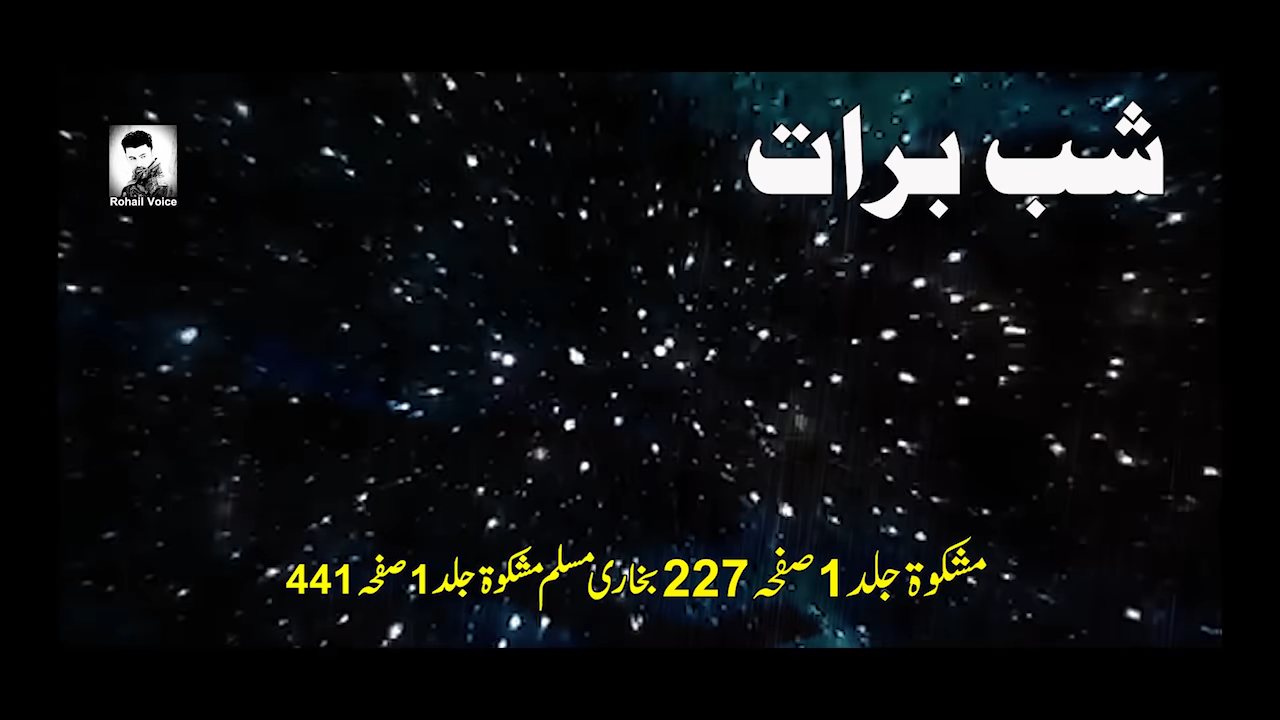 شب برات
Rohail Voice
مشکوۃ جلد 1 صفحہ 227 بخاری مسلم مشکوۃ جلد 1 صفحہ 441